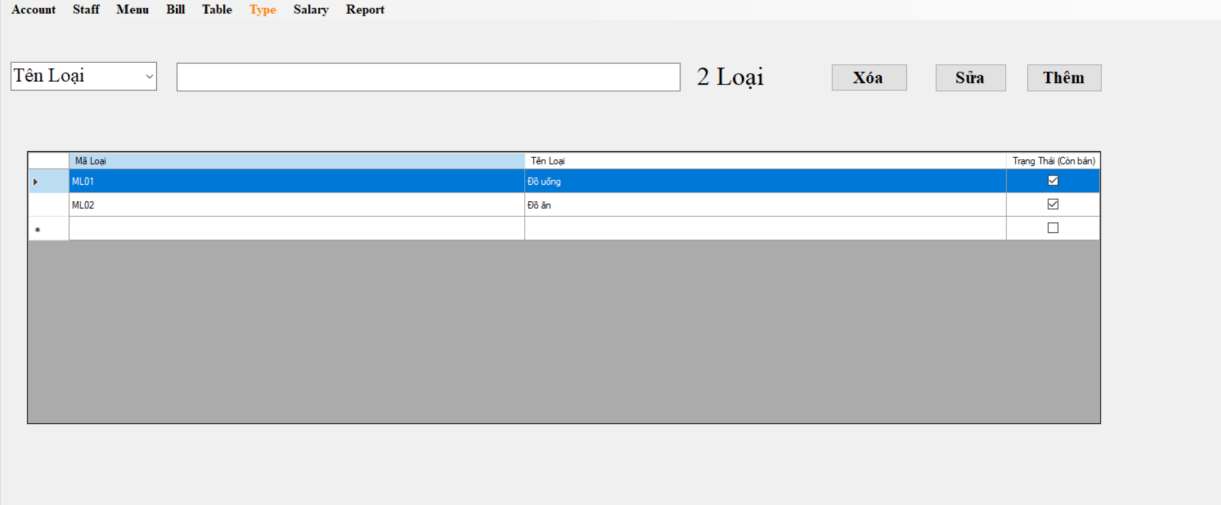 Account Staff Menu Bill Table Type Salary Report
Tên Loại 2 Loại Xóa Sửa Thêm
Mã Loại Tên Loại Trạng Thái (Còn bán)
ML01 Đồ uống
ML02 Đồ ăn